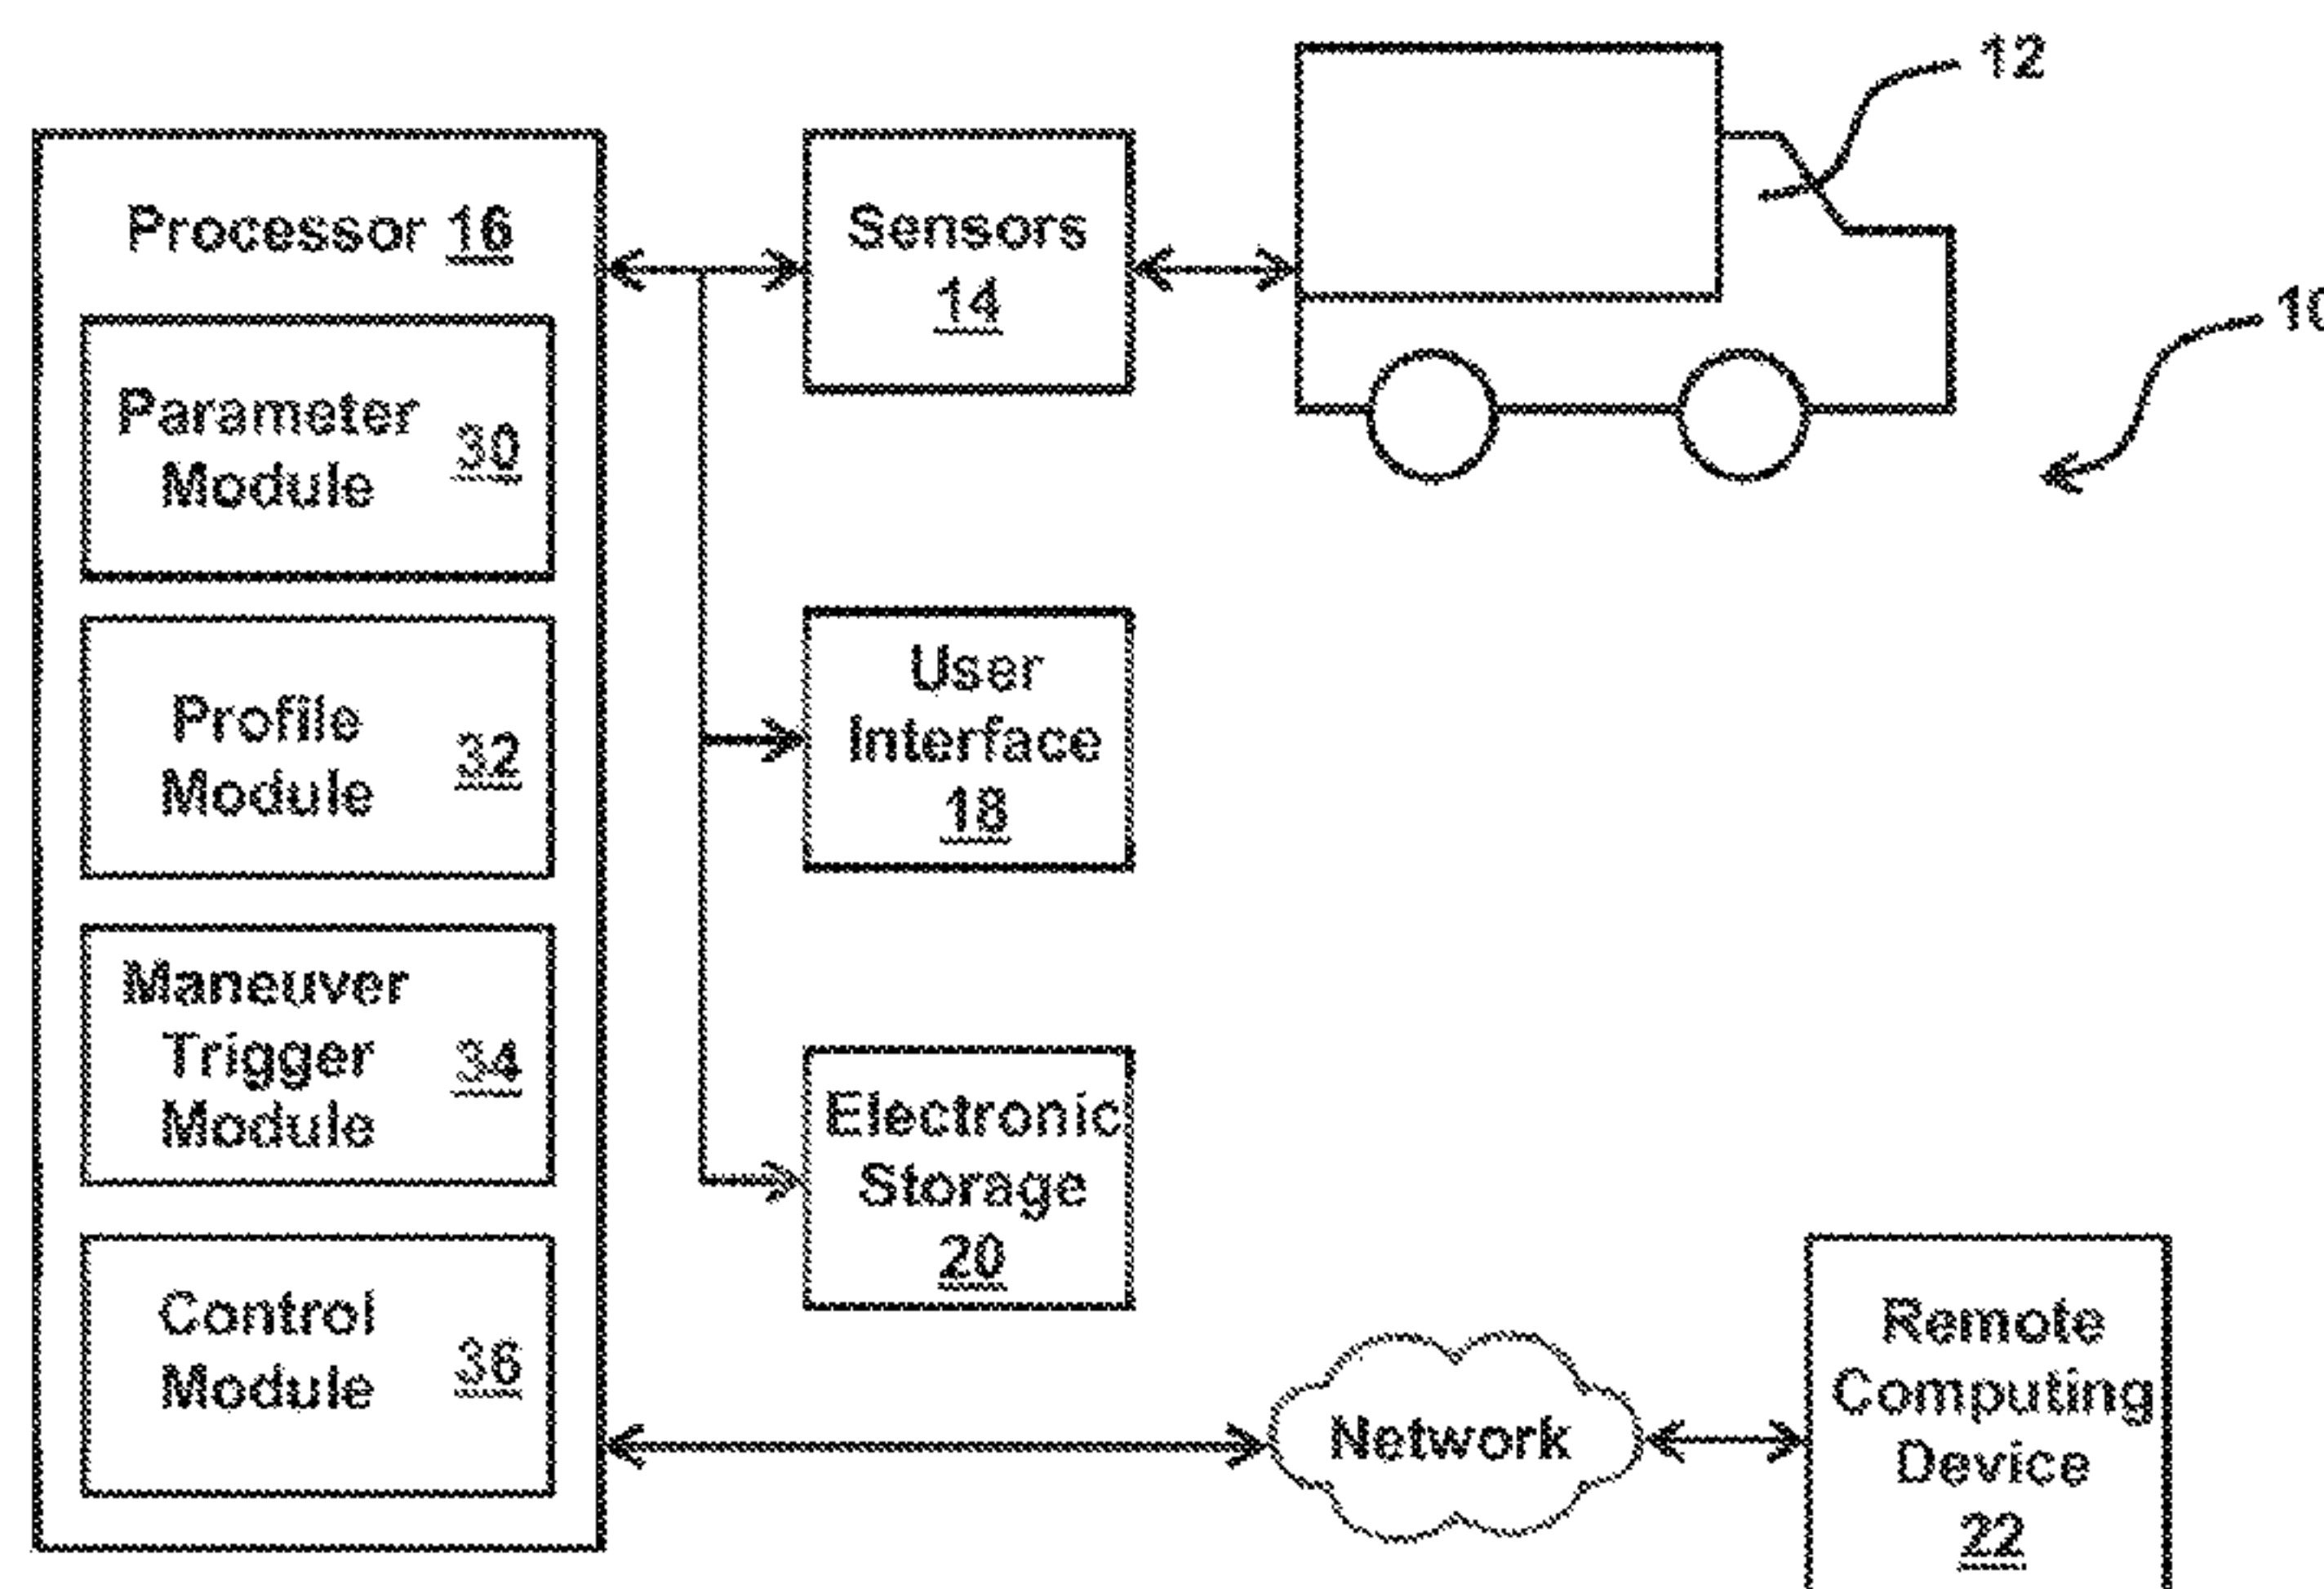 12
10
Processor 16
Parameter
Module
30
Profile
Module
32
Maneuver
Trigger
Module
34
Control
Module
36
Sensors
14
User
Interface
18
Electronic
Storage
20
Network
Remote
Computing
Device
22